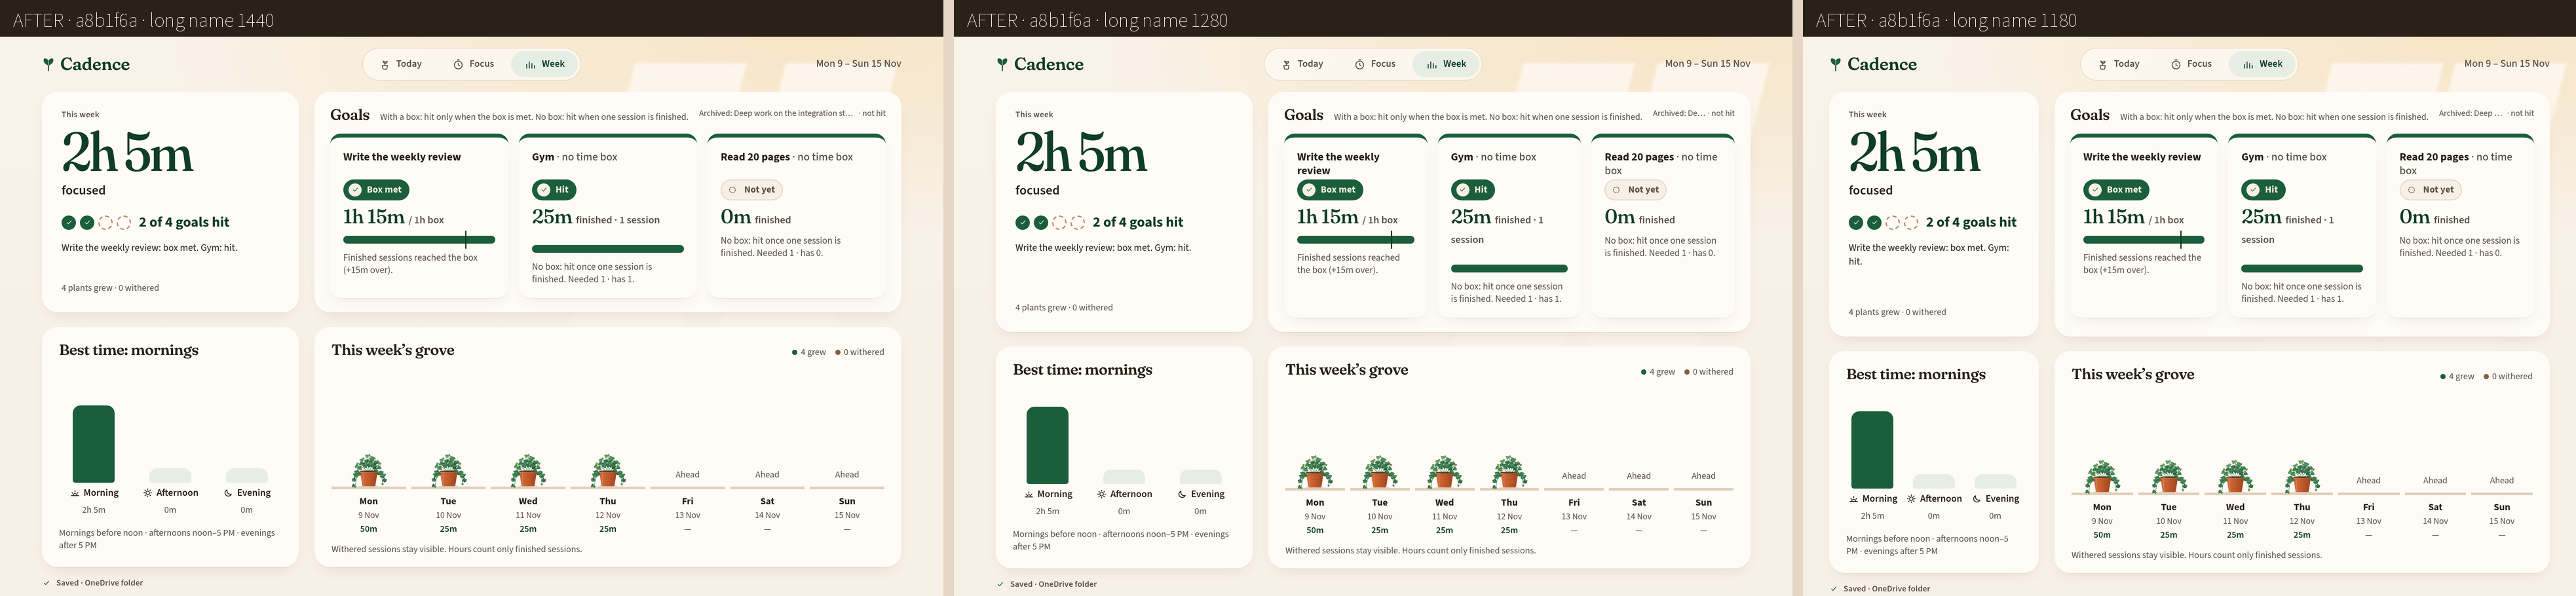 AFTER · a8b1f6a · long name 1440
Cadence
Today
Focus
Week
Mon 9 – Sun 15 Nov
This week
2h 5m
focused
2 of 4 goals hit
Write the weekly review: box met. Gym: hit.
4 plants grew · 0 withered
Goals
With a box: hit only when the box is met. No box: hit when one session is finished.
Archived: Deep work on the integration st… · not hit
Write the weekly review
Box met
1h 15m / 1h box
Finished sessions reached the box
(+15m over).
Gym · no time box
Hit
25m finished · 1 session
No box: hit once one session is
finished. Needed 1 · has 1.
Read 20 pages · no time box
Not yet
0m finished
No box: hit once one session is
finished. Needed 1 · has 0.
Best time: mornings
Morning
Afternoon
Evening
2h 5m
0m
0m
Mornings before noon · afternoons noon–5 PM · evenings
after 5 PM
This week’s grove
4 grew
0 withered
Ahead
Ahead
Ahead
Mon
Tue
Wed
Thu
Fri
Sat
Sun
9 Nov
10 Nov
11 Nov
12 Nov
13 Nov
14 Nov
15 Nov
50m
25m
25m
25m
—
—
—
Withered sessions stay visible. Hours count only finished sessions.
Saved · OneDrive folder
AFTER · a8b1f6a · long name 1280
Cadence
Today
Focus
Week
Mon 9 – Sun 15 Nov
This week
2h 5m
focused
2 of 4 goals hit
Write the weekly review: box met. Gym: hit.
4 plants grew · 0 withered
Goals
With a box: hit only when the box is met. No box: hit when one session is finished.
Archived: De… · not hit
Write the weekly
review
Box met
1h 15m / 1h box
Finished sessions reached
the box (+15m over).
Gym · no time box
Hit
25m finished · 1
session
No box: hit once one session is
finished. Needed 1 · has 1.
Read 20 pages · no time
box
Not yet
0m finished
No box: hit once one session
is finished. Needed 1 · has 0.
Best time: mornings
Morning
Afternoon
Evening
2h 5m
0m
0m
Mornings before noon · afternoons noon–5 PM · evenings
after 5 PM
This week’s grove
4 grew
0 withered
Ahead
Ahead
Ahead
Mon
Tue
Wed
Thu
Fri
Sat
Sun
9 Nov
10 Nov
11 Nov
12 Nov
13 Nov
14 Nov
15 Nov
50m
25m
25m
25m
—
—
—
Withered sessions stay visible. Hours count only finished sessions.
Saved · OneDrive folder
AFTER · a8b1f6a · long name 1180
Cadence
Today
Focus
Week
Mon 9 – Sun 15 Nov
This week
2h 5m
focused
2 of 4 goals hit
Write the weekly review: box met. Gym:
hit.
4 plants grew · 0 withered
Goals
With a box: hit only when the box is met. No box: hit when one session is finished.
Archived: Deep … · not hit
Write the weekly review
Box met
1h 15m / 1h box
Finished sessions reached the
box (+15m over).
Gym · no time box
Hit
25m finished · 1
session
No box: hit once one session is
finished. Needed 1 · has 1.
Read 20 pages · no time
box
Not yet
0m finished
No box: hit once one session
is finished. Needed 1 · has 0.
Best time: mornings
Morning
Afternoon
Evening
2h 5m
0m
0m
Mornings before noon · afternoons noon–5
PM · evenings after 5 PM
This week’s grove
4 grew
0 withered
Ahead
Ahead
Ahead
Mon
Tue
Wed
Thu
Fri
Sat
Sun
9 Nov
10 Nov
11 Nov
12 Nov
13 Nov
14 Nov
15 Nov
50m
25m
25m
25m
—
—
—
Withered sessions stay visible. Hours count only finished sessions.
Saved · OneDrive folder